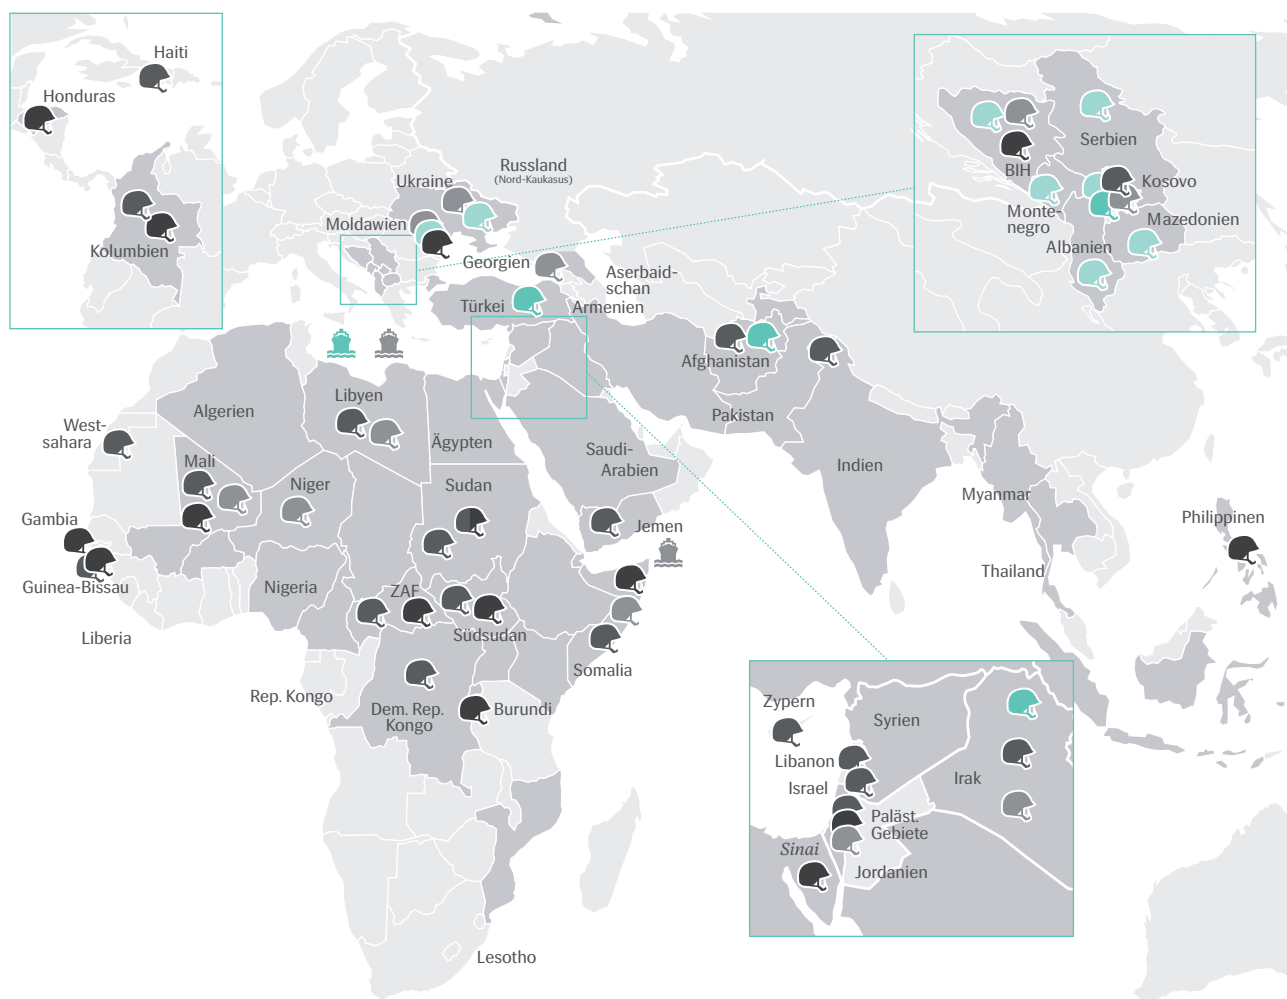 Haiti
Honduras
Kolumbien
Russland
(Nord-Kaukasus)
Ukraine
Moldawien
Georgien
Aserbaid-
schan
Armenien
Türkei
Serbien
BIH
Kosovo
Monte-
negro
Mazedonien
Albanien
Afghanistan
Pakistan
Indien
Myanmar
Thailand
Philippinen
Algerien
Libyen
Ägypten
Saudi-
Arabien
West-
sahara
Mali
Niger
Sudan
Jemen
Gambia
Guinea-Bissau
Nigeria
ZAF
Südsudan
Liberia
Somalia
Rep. Kongo
Dem. Rep.
Kongo
Burundi
Lesotho
Zypern
Syrien
Libanon
Israel
Irak
Paläst.
Gebiete
Sinai
Jordanien